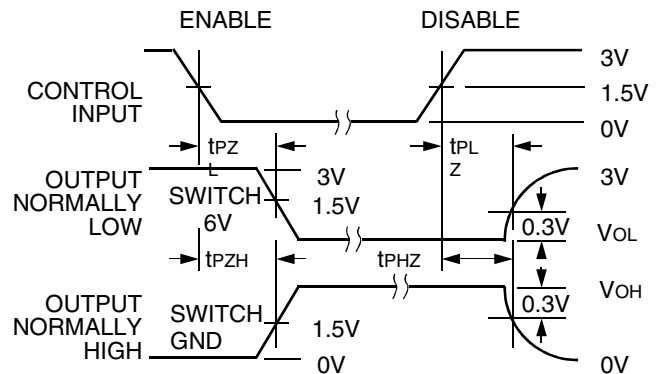 ENABLE DISABLE
3V
CONTROL
INPUT
1.5V
0V
tPZ
L
tPL
Z
OUTPUT
NORMALLY
LOW
SWITCH
6V
3V
1.5V
3V
0.3V
VOL
tPZH
tPHZ
OUTPUT
NORMALLY
HIGH
SWITCH
GND
1.5V
0V
VOH
0.3V
0V